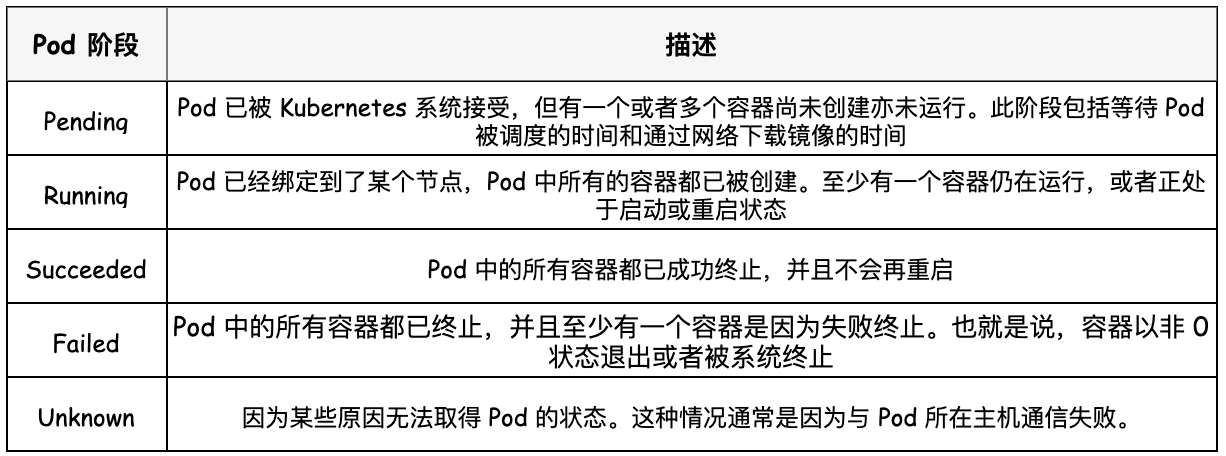 Pod 阶段
描述
Pending
Pod 已被 Kubernetes 系统接受，但有一个或者多个容器尚未创建亦未运行。此阶段包括等待 Pod
被调度的时间和通过网络下载镜像的时间
Running
Pod 已经绑定到了某个节点，Pod 中所有的容器都已被创建。至少有一个容器仍在运行，或者正处
于启动或重启状态
Succeeded
Pod 中的所有容器都已成功终止，并且不会再重启
Failed
Pod 中的所有容器都已终止，并且至少有一个容器是因为失败终止。也就是说，容器以非 0
状态退出或者被系统终止
Unknown
因为某些原因无法取得 Pod 的状态。这种情况通常是因为与 Pod 所在主机通信失败。